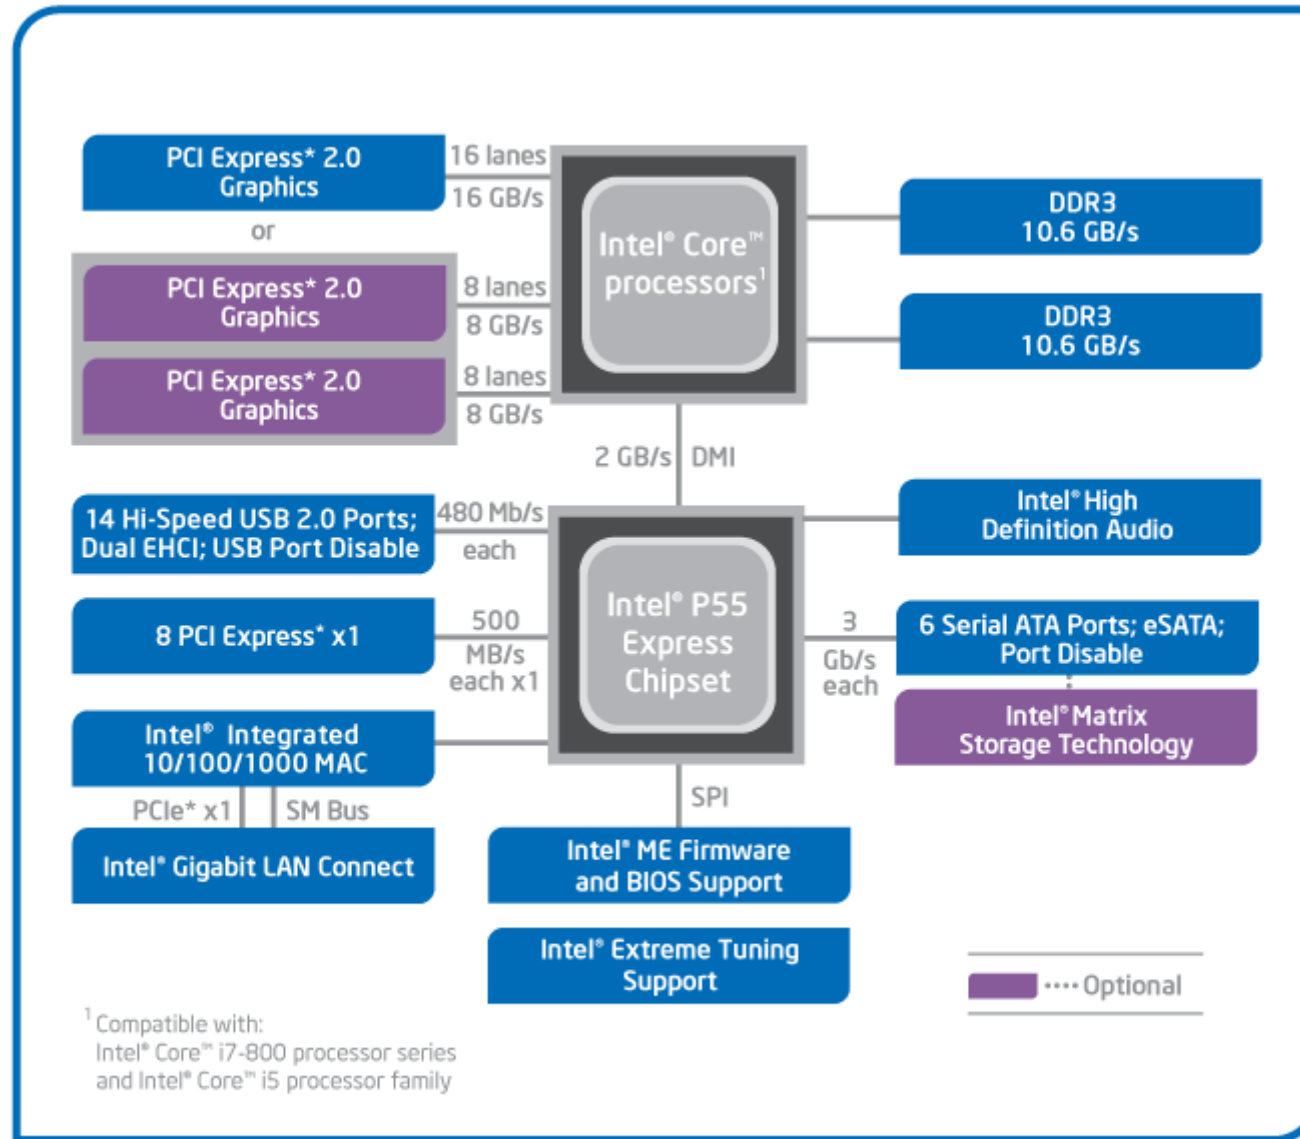 PCI Express* 2.0
Graphics
16 lanes
16 GB/s
or
PCI Express* 2.0
Graphics
8 lanes
8 GB/s
PCI Express* 2.0
Graphics
8 lanes
8 GB/s
Intel® Core™
processors¹
DDR3
10.6 GB/s
DDR3
10.6 GB/s
2 GB/s DMI
14 Hi-Speed USB 2.0 Ports;
Dual EHCI; USB Port Disable
480 Mb/s
each
8 PCI Express* x1
500
MB/s
each x1
Intel® Integrated
10/100/1000 MAC
PCIe* x1
SM Bus
Intel® Gigabit LAN Connect
Intel® P55
Express
Chipset
Intel® High
Definition Audio
3
Gb/s
each
6 Serial ATA Ports; eSATA;
Port Disable
Intel® Matrix
Storage Technology
SPI
Intel® ME Firmware
and BIOS Support
Intel® Extreme Tuning
Support
Optional
¹ Compatible with:
Intel® Core™ i7-800 processor series
and Intel® Core™ i5 processor family